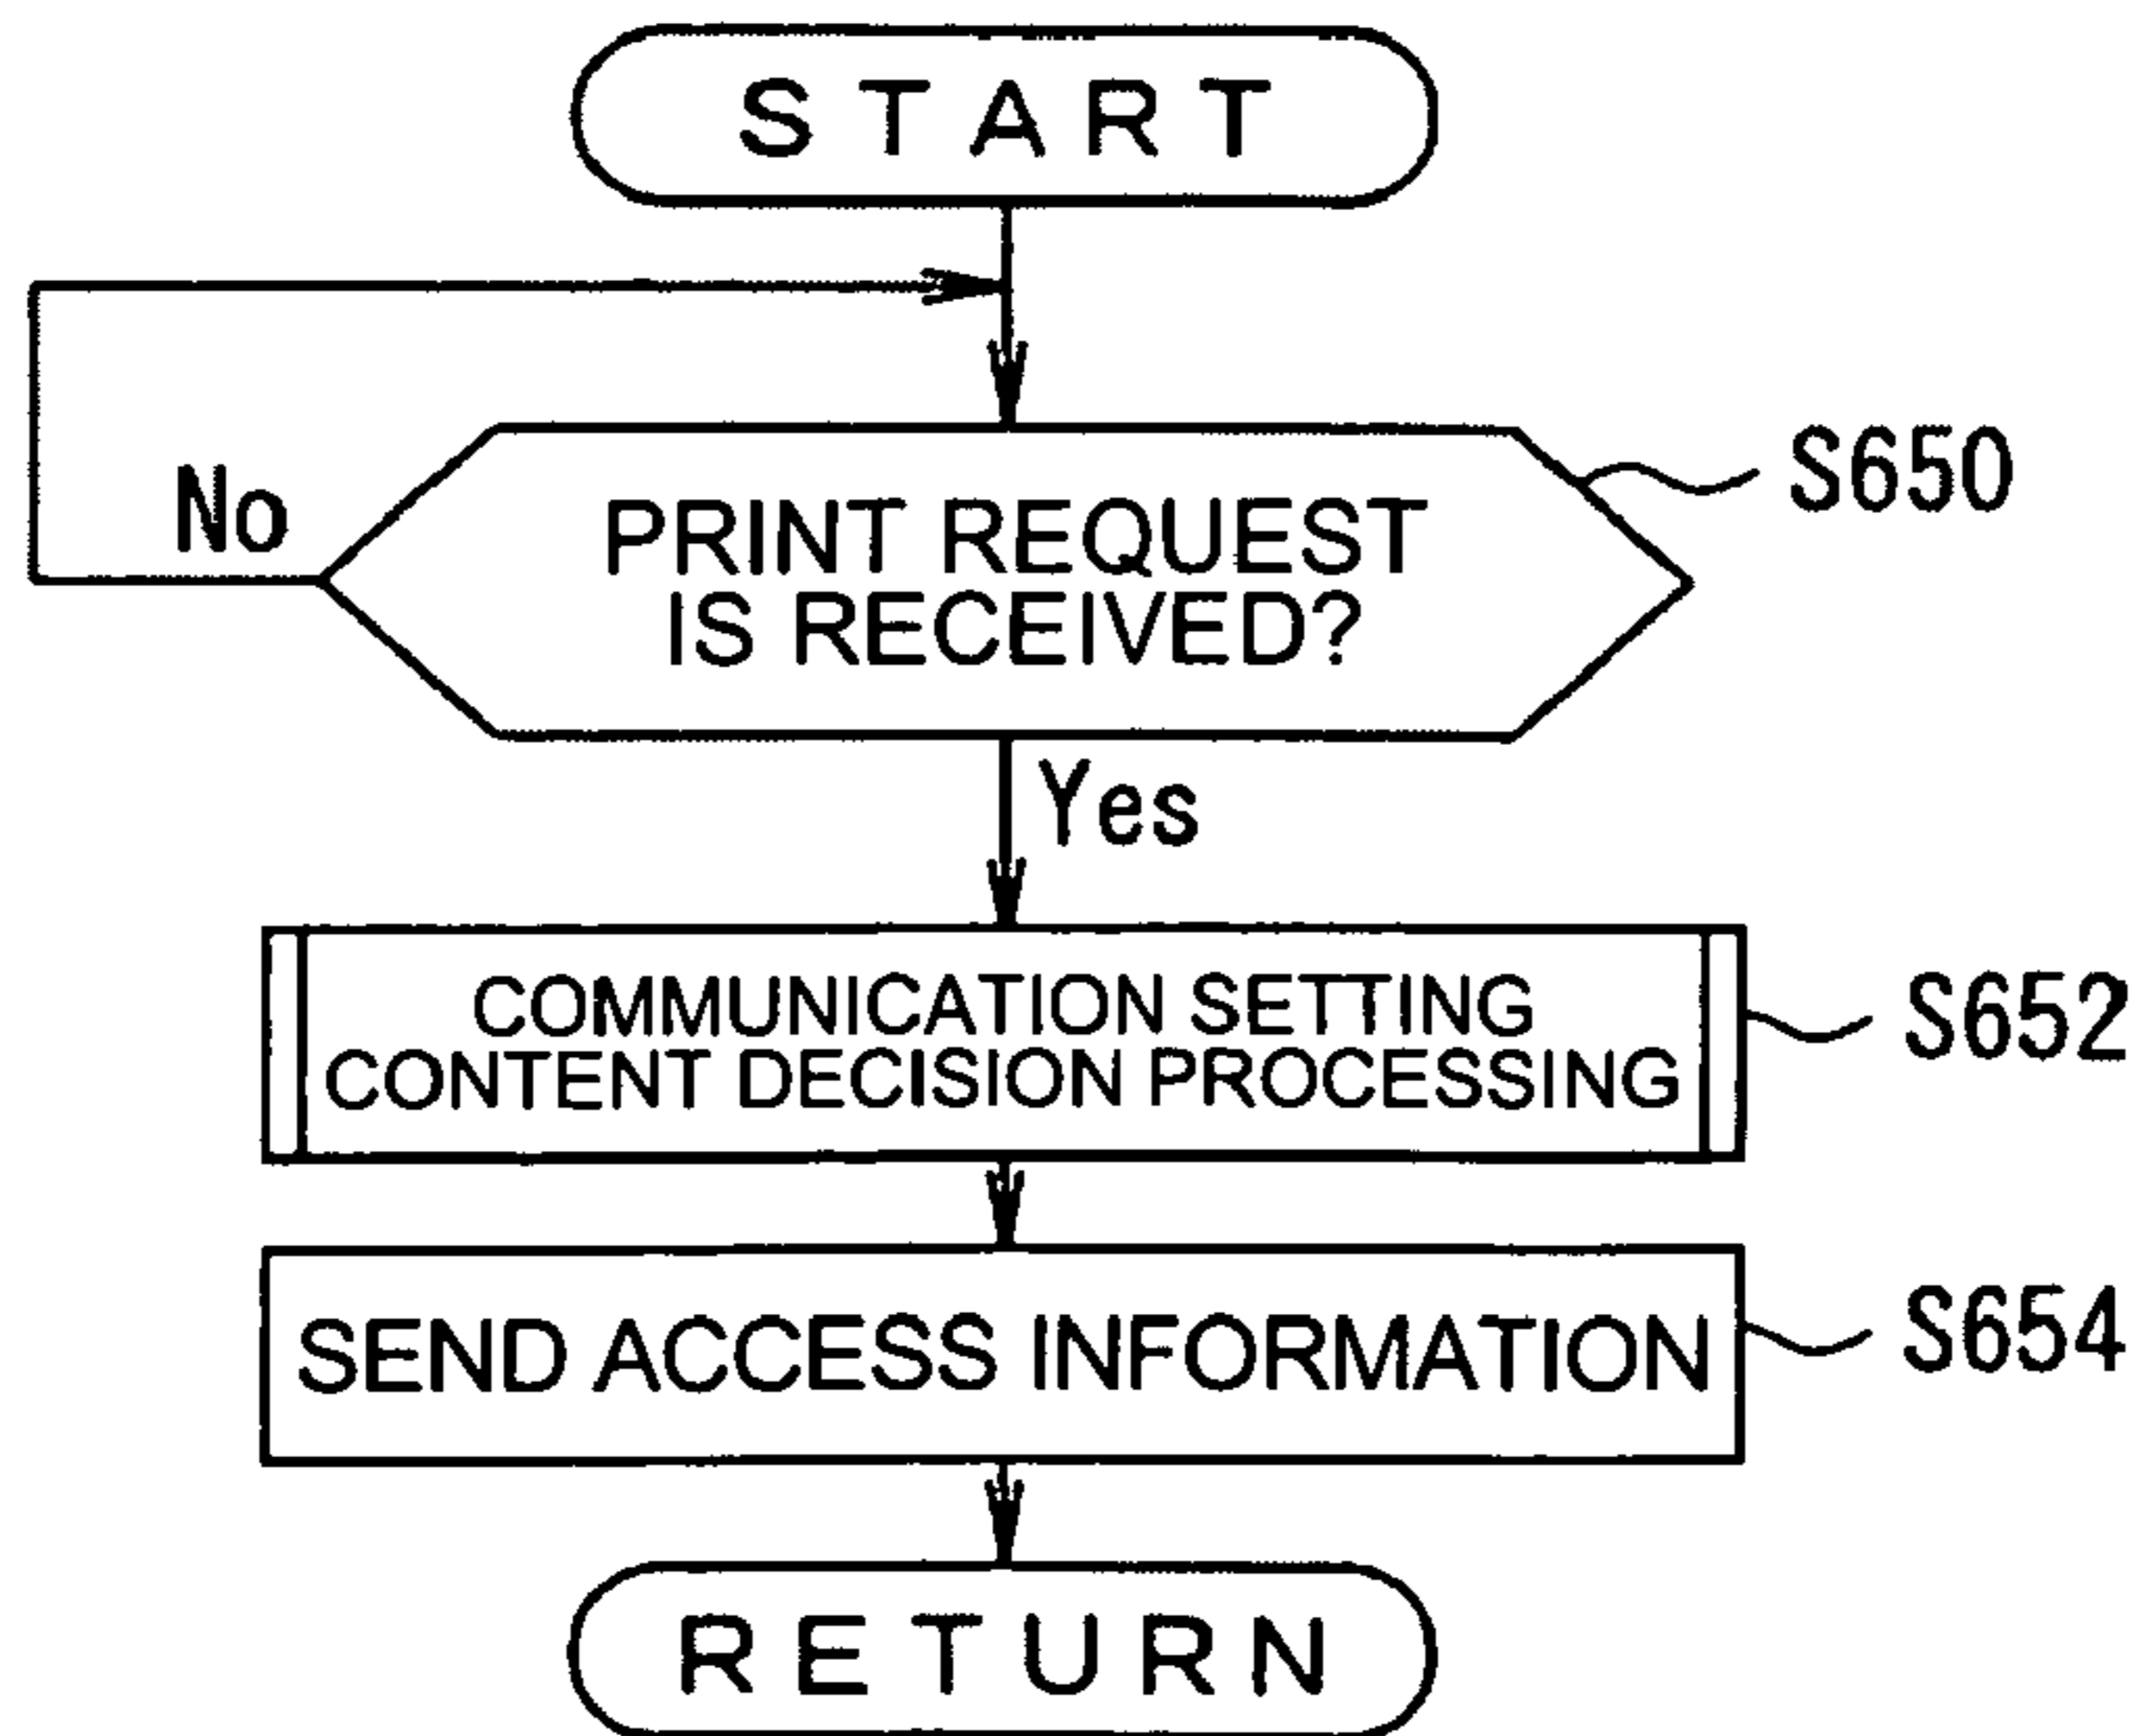 START
No
S650
PRINT REQUEST
IS RECEIVED?
Yes
COMMUNICATION SETTING
CONTENT DECISION PROCESSING
S652
SEND ACCESS INFORMATION
S654
RETURN